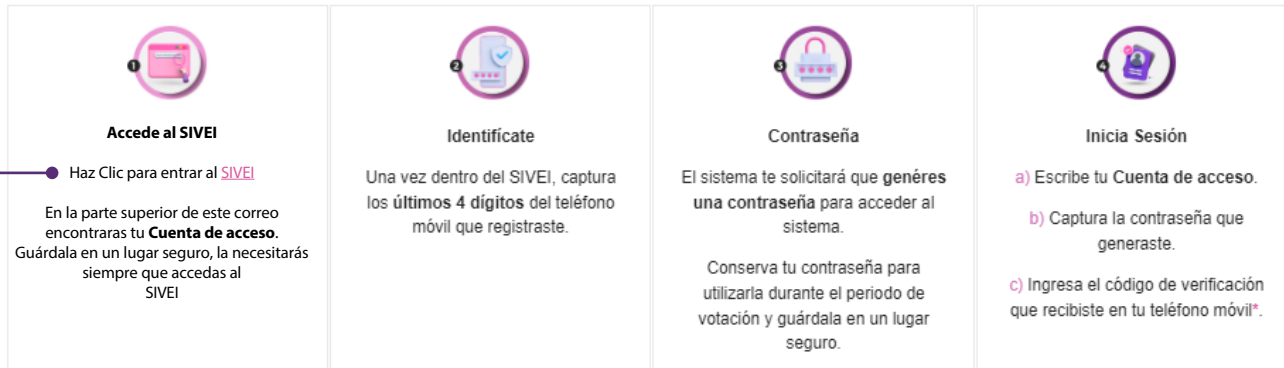 1
Accede al SIVEI
Haz Clic para entrar al SIVEI
En la parte superior de este correo
encontraras tu Cuenta de acceso.
Guárdala en un lugar seguro, la necesitarás
siempre que accedas al
SIVEI
2
Identifícate
Una vez dentro del SIVEI, captura
los últimos 4 dígitos del teléfono
móvil que registraste.
3
Contraseña
El sistema te solicitará que genéres
una contraseña para acceder al
sistema.
Conserva tu contraseña para
utilizarla durante el periodo de
votación y guárdala en un lugar
seguro.
4
Inicia Sesión
a) Escribe tu Cuenta de acceso.
b) Captura la contraseña que
generaste.
c) Ingresa el código de verificación
que recibiste en tu teléfono móvil*.